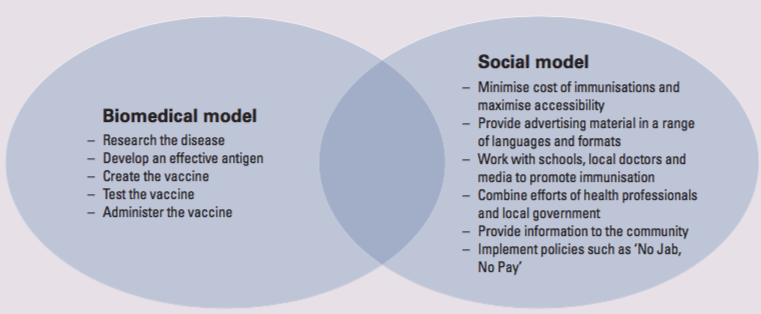 Biomedical model
– Research the disease
– Develop an effective antigen
– Create the vaccine
– Test the vaccine
– Administer the vaccine
Social model
– Minimise cost of immunisations and
maximise accessibility
– Provide advertising material in a range
of languages and formats
– Work with schools, local doctors and
media to promote immunisation
– Combine efforts of health professionals
and local government
– Provide information to the community
– Implement policies such as ‘No Jab,
No Pay’